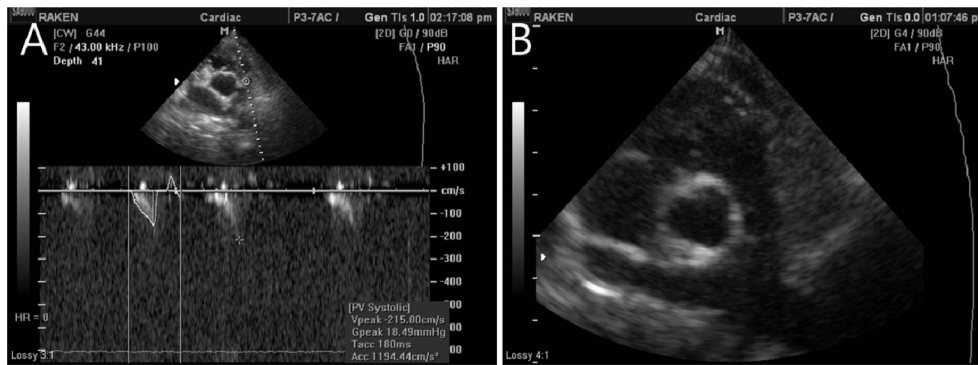 RAKEN Cardiac P3-7AC / Gen TIs 1.0 02:17:08 pm
A
[CW] G44
F2 / 43.00 kHz / P100
Depth 41
M
[2D] G0 / 90dB
FA1 / P90
HAR
+100
cm/s
-100
-200
-300
HR = 0
[PV Systolic]
Vpeak -215.00cm/s
Gpeak 18.49mmHg
Tacc 180ms
Acc 1194.44cm/s²
Lossy 3:1
RAKEN Cardiac P3-7AC / Gen TIs 0.0 01:07:46 pm
B
M
[2D] G4 / 90dB
FA1 / P90
HAR
Lossy 4:1